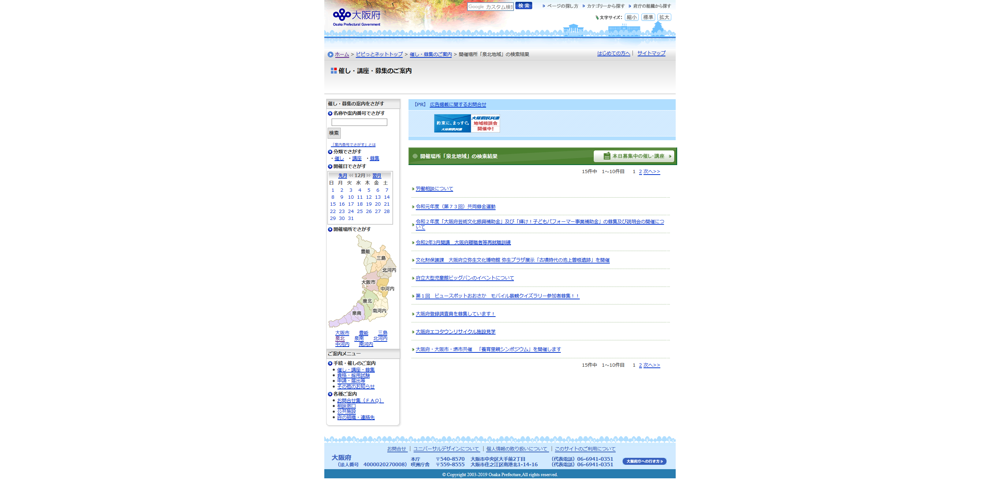 大阪府
Osaka Prefectural Government
Google カスタム検索
検 索
ページの探し方
カテゴリーから探す
府庁の組織から探す
文字サイズ：
縮小
標準
拡大
ホーム > ピピっとネットトップ > 催し・募集のご案内 > 開催場所「泉北地域」の検索結果
はじめての方へ
サイトマップ
催し・講座・募集のご案内
催し・募集の案内をさがす
名称や案内番号でさがす
検索
「案内番号でさがす」とは
分類でさがす
・催し ・講座 ・募集
開催日でさがす
先月 12月 翌月
日 月 火 水 木 金 土
1 2 3 4 5 6 7
8 9 10 11 12 13 14
15 16 17 18 19 20 21
22 23 24 25 26 27 28
29 30 31
開催場所でさがす
豊能
三島
北河内
大阪市
中河内
泉北
南河内
泉南
大阪市 豊能 三島
泉北 泉南 北河内
中河内 南河内
ご案内メニュー
手続・催しのご案内
催し・講座・募集
資格・採用試験
申請・届出等
その他のお知らせ
各種ご案内
お問合せ集（ＦＡＱ）
相談窓口
公共施設
府の組織・連絡先
【PR】 広告掲載に関するお問合せ
約束に、まっすぐ。
大阪府民共済
大阪府民共済
地域相談会
開催中！
開催場所「泉北地域」の検索結果
本日募集中の催し・講座
15件中 1～10件目 1 2 次へ>>
労働相談について
令和元年度（第７３回）共同募金運動
令和２年度「大阪府芸術文化振興補助金」及び「輝け！子どもパフォーマー事業補助金」の募集及び説明会の開催につ
いて
令和2年3月開講　大阪府離職者等再就職訓練
文化財保護課　大阪府立弥生文化博物館 弥生プラザ展示「古墳時代の池上曽根遺跡」を開催
府立大型児童館ビッグバンのイベントについて
第１回　ビュースポットおおさか　モバイル景観クイズラリー参加者募集！！
大阪府登録調査員を募集しています！
大阪府エコタウンリサイクル施設見学
大阪府・大阪市・堺市共催　「養育里親シンポジウム」を開催します
15件中 1～10件目 1 2 次へ>>
お問合せ
ユニバーサルデザインについて
個人情報の取り扱いについて
このサイトのご利用について
大阪府
（法人番号　4000020270008）
本庁 〒540-8570 大阪市中央区大手前2丁目 （代表電話）06-6941-0351
咲洲庁舎 〒559-8555 大阪市住之江区南港北1-14-16 （代表電話）06-6941-0351
大阪府庁への行き方
© Copyright 2003-2019 Osaka Prefecture,All rights reserved.